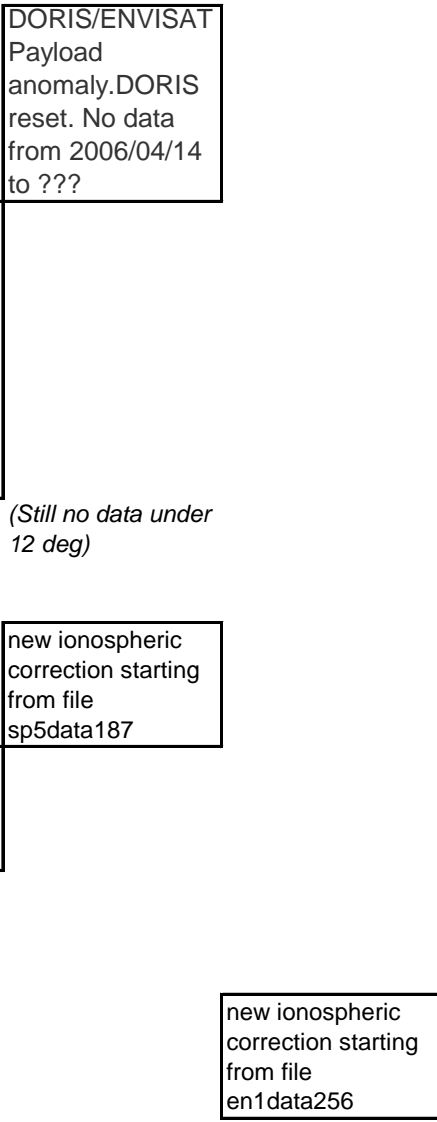 DORIS/ENVISAT
Payload
anomaly.DORIS
reset. No data
from 2006/04/14
to ???
(Still no data under
12 deg)
new ionospheric
correction starting
from file
sp5data187
new ionospheric
correction starting
from file
en1data256